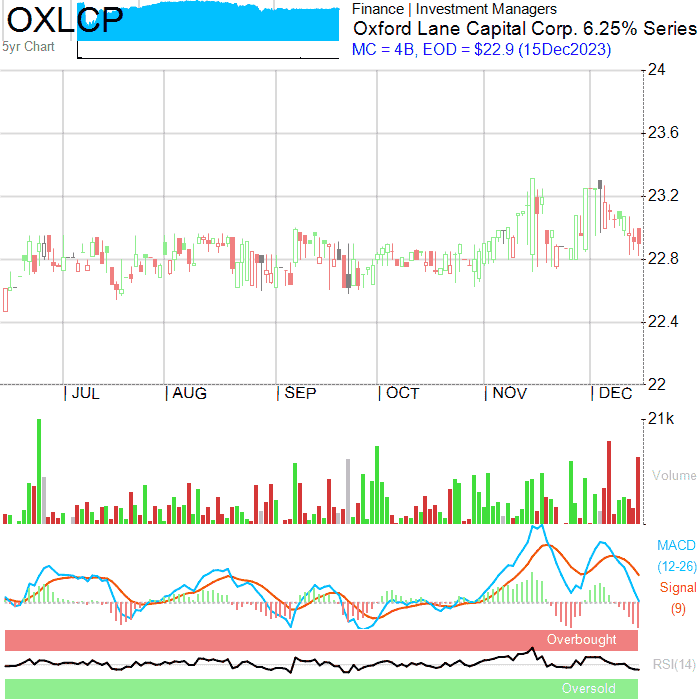 OXLCP
5yr Chart
Finance | Investment Managers
Oxford Lane Capital Corp. 6.25% Series
MC = 4B, EOD = $22.9 (15Dec2023)
24
23.6
23.2
22.8
22.4
22
| JUL | AUG | SEP | OCT | NOV | DEC
21k
Volume
MACD
(12-26)
Signal
(9)
Overbought
RSI(14)
Oversold